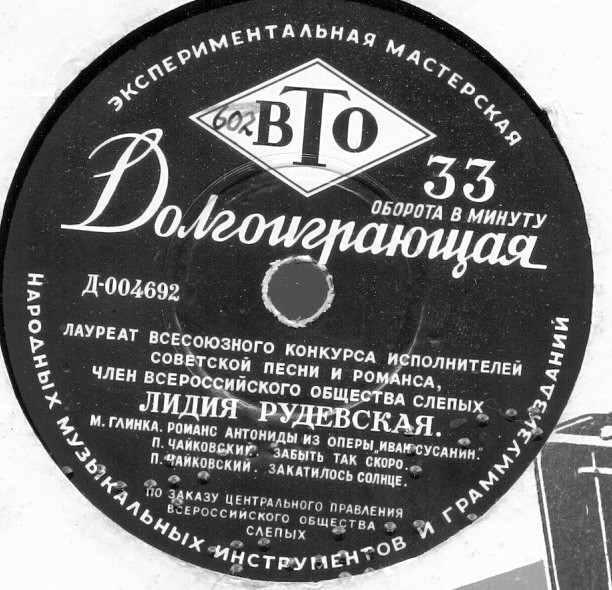 ЭКСПЕРИМЕНТАЛЬНАЯ МАСТЕРСКАЯ
602
ВТО
33
ОБОРОТА В МИНУТУ
Долгоиграющая
Д-004692
ЛАУРЕАТ ВСЕСОЮЗНОГО КОНКУРСА ИСПОЛНИТЕЛЕЙ
СОВЕТСКОЙ ПЕСНИ И РОМАНСА,
ЧЛЕН ВСЕРОССИЙСКОГО ОБЩЕСТВА СЛЕПЫХ
ЛИДИЯ РУДЕВСКАЯ.
М. ГЛИНКА. РОМАНС АНТОНИДЫ ИЗ ОПЕРЫ „ИВАН СУСАНИН."
П. ЧАЙКОВСКИЙ. ЗАБЫТЬ ТАК СКОРО.
П. ЧАЙКОВСКИЙ. ЗАКАТИЛОСЬ СОЛНЦЕ.
ПО ЗАКАЗУ ЦЕНТРАЛЬНОГО ПРАВЛЕНИЯ
ВСЕРОССИЙСКОГО ОБЩЕСТВА
СЛЕПЫХ
НАРОДНЫХ МУЗЫКАЛЬНЫХ ИНСТРУМЕНТОВ И ГРАММУЗИЗДАНИЙ